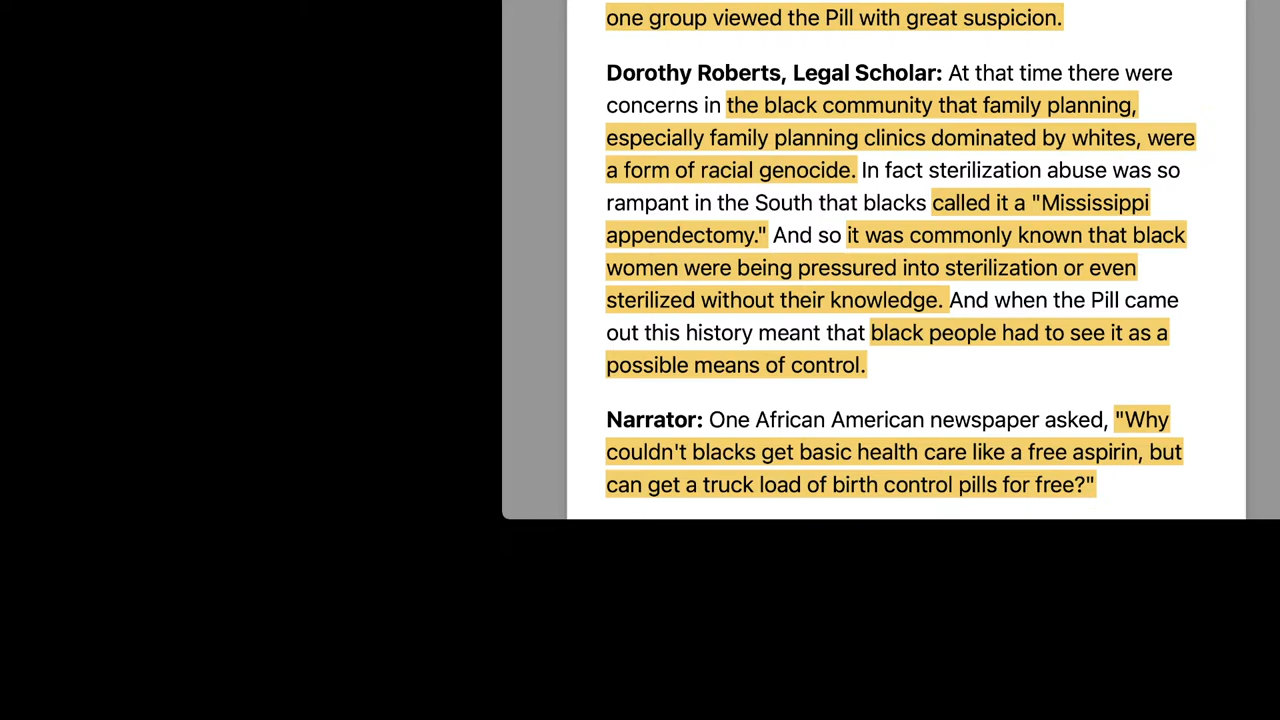 one group viewed the Pill with great suspicion.
Dorothy Roberts, Legal Scholar: At that time there were
concerns in the black community that family planning,
especially family planning clinics dominated by whites, were
a form of racial genocide. In fact sterilization abuse was so
rampant in the South that blacks called it a "Mississippi
appendectomy." And so it was commonly known that black
women were being pressured into sterilization or even
sterilized without their knowledge. And when the Pill came
out this history meant that black people had to see it as a
possible means of control.
Narrator: One African American newspaper asked, "Why
couldn't blacks get basic health care like a free aspirin, but
can get a truck load of birth control pills for free?"